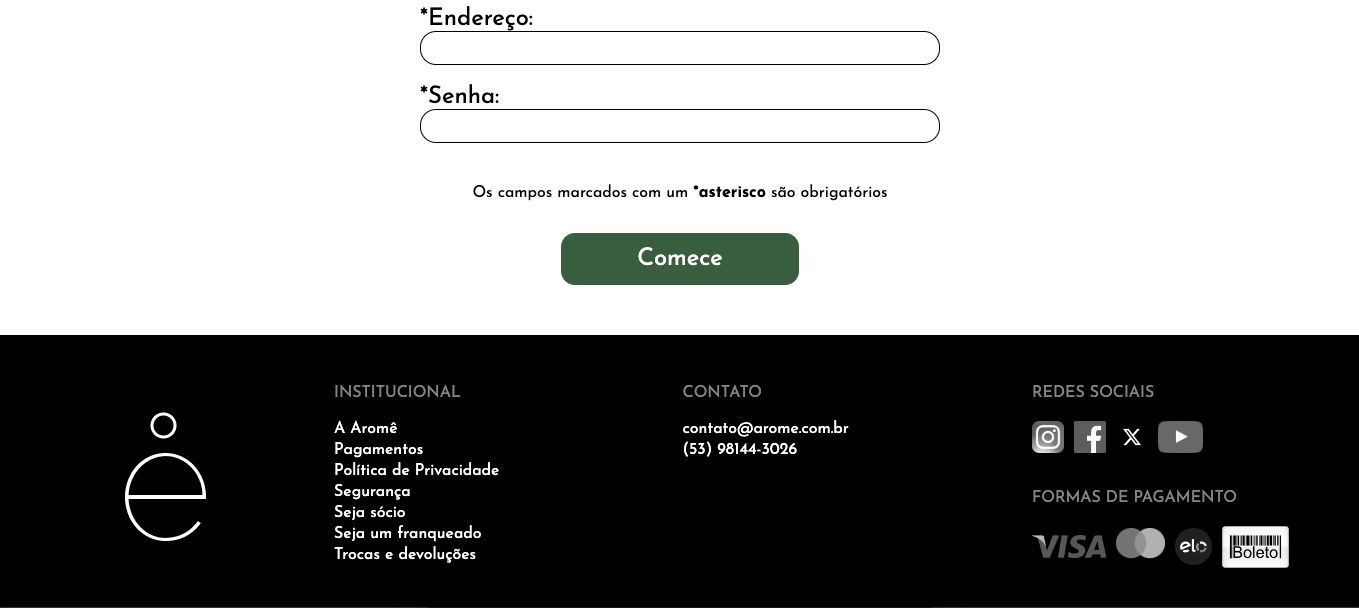 *Endereço:
*Senha:
Os campos marcados com um *asterisco são obrigatórios
Comece
INSTITUCIONAL
A Aromê
Pagamentos
Política de Privacidade
Segurança
Seja sócio
Seja um franqueado
Trocas e devoluções
CONTATO
contato@arome.com.br
(53) 98144-3026
REDES SOCIAIS
FORMAS DE PAGAMENTO
VISA
elo
Boleto